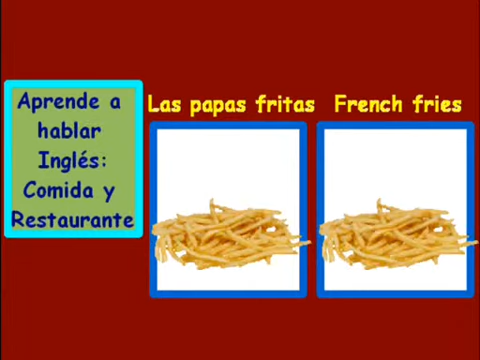 Aprende a
hablar
Inglés:
Comida y
Restaurante
Las papas fritas
French fries